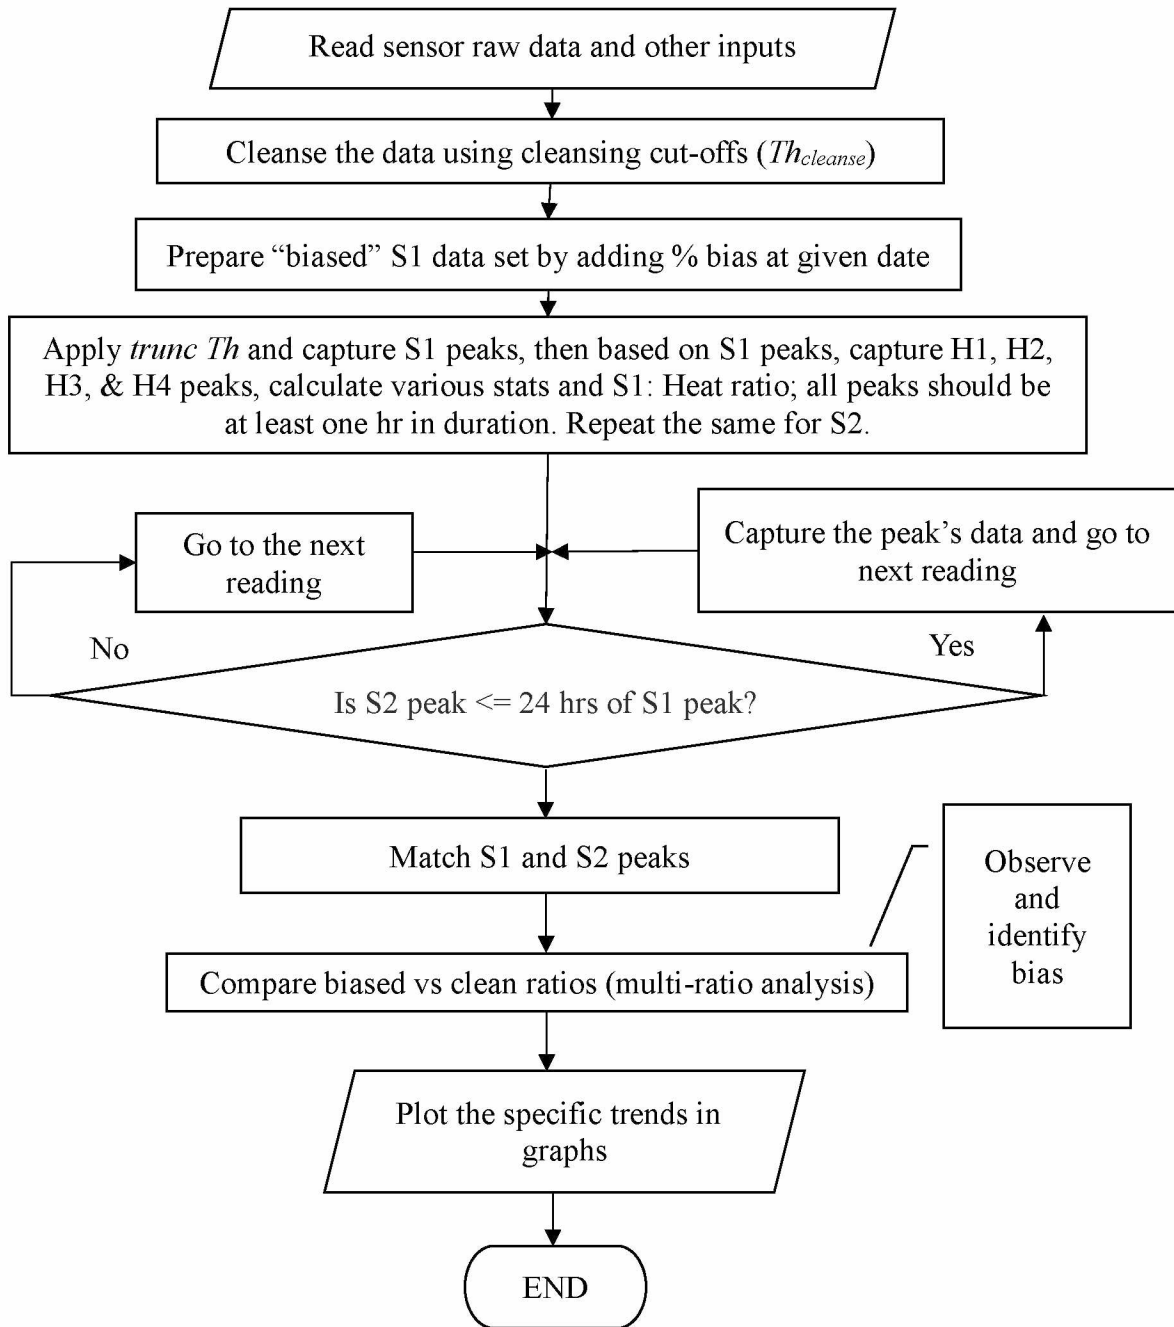 Read sensor raw data and other inputs
Cleanse the data using cleansing cut-offs (Thcleanse)
Prepare “biased” S1 data set by adding % bias at given date
Apply trunc Th and capture S1 peaks, then based on S1 peaks, capture H1, H2,
H3, & H4 peaks, calculate various stats and S1: Heat ratio; all peaks should be
at least one hr in duration. Repeat the same for S2.
Go to the next
reading
Capture the peak’s data and go to
next reading
No
Yes
Is S2 peak <= 24 hrs of S1 peak?
Match S1 and S2 peaks
Observe
and
identify
bias
Compare biased vs clean ratios (multi-ratio analysis)
Plot the specific trends in
graphs
END